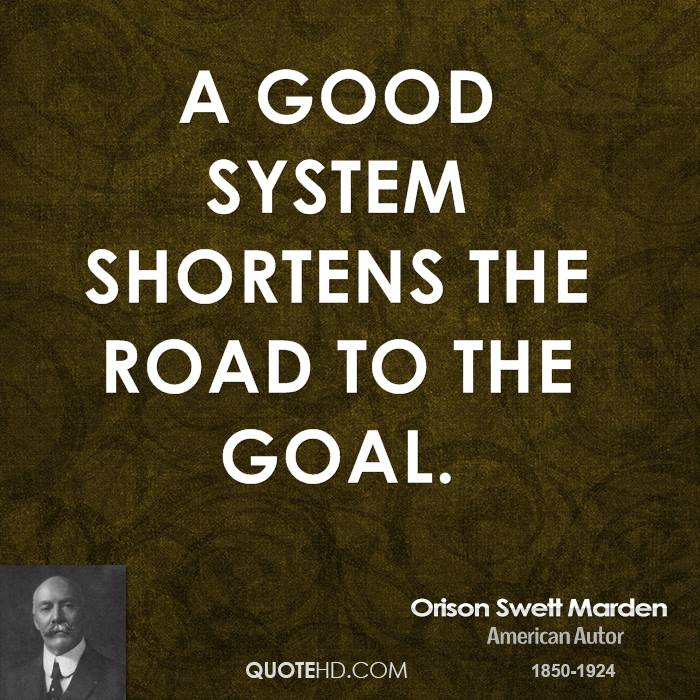 A GOOD
SYSTEM
SHORTENS THE
ROAD TO THE
GOAL.
Orison Swett Marden
American Autor
QUOTEHD.COM
1850-1924